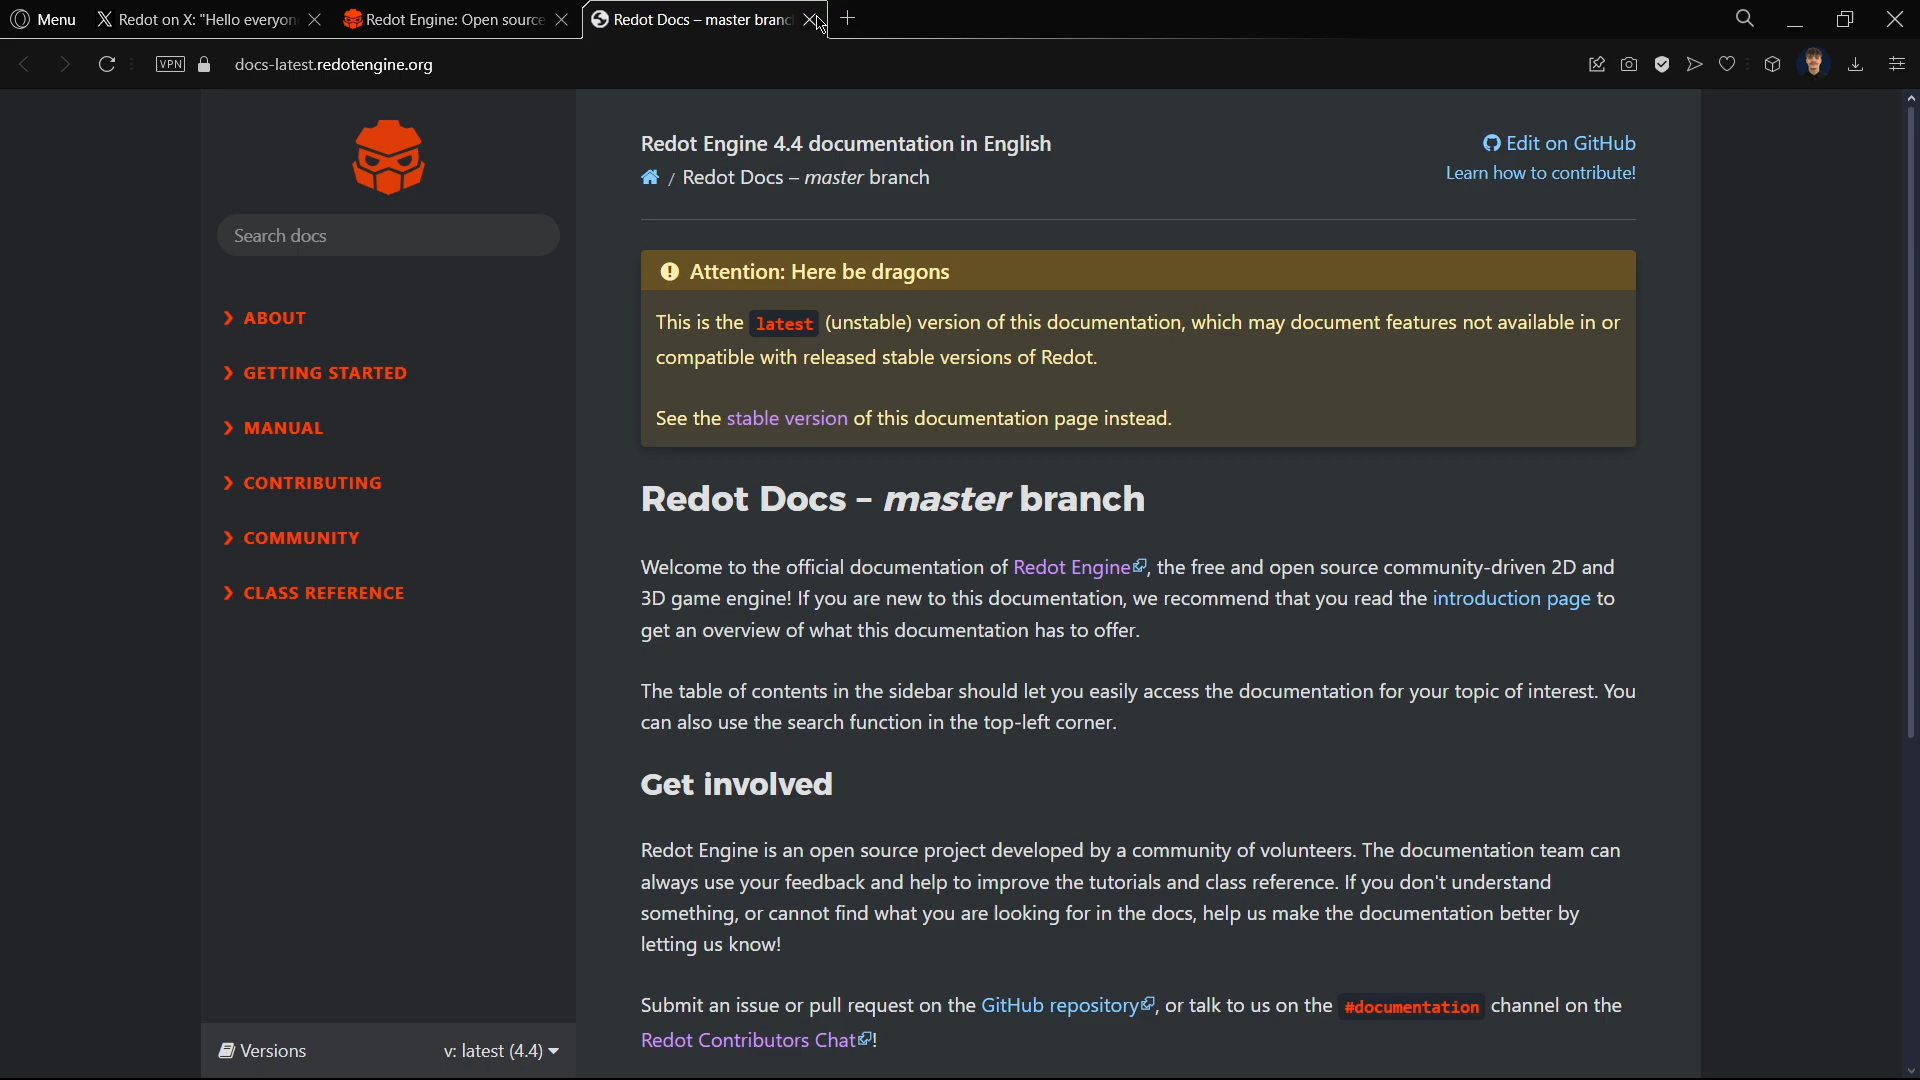 Menu
Redot on X: "Hello everyon
Redot Engine: Open source
Redot Docs – master branc
VPN
docs-latest.redotengine.org
Search docs
ABOUT
GETTING STARTED
MANUAL
CONTRIBUTING
COMMUNITY
CLASS REFERENCE
Versions
v: latest (4.4)
Redot Engine 4.4 documentation in English
Edit on GitHub
/ Redot Docs – master branch
Learn how to contribute!
Attention: Here be dragons
This is the latest (unstable) version of this documentation, which may document features not available in or
compatible with released stable versions of Redot.
See the stable version of this documentation page instead.
Redot Docs – master branch
Welcome to the official documentation of Redot Engine, the free and open source community-driven 2D and
3D game engine! If you are new to this documentation, we recommend that you read the introduction page to
get an overview of what this documentation has to offer.
The table of contents in the sidebar should let you easily access the documentation for your topic of interest. You
can also use the search function in the top-left corner.
Get involved
Redot Engine is an open source project developed by a community of volunteers. The documentation team can
always use your feedback and help to improve the tutorials and class reference. If you don't understand
something, or cannot find what you are looking for in the docs, help us make the documentation better by
letting us know!
Submit an issue or pull request on the GitHub repository, or talk to us on the #documentation channel on the
Redot Contributors Chat!